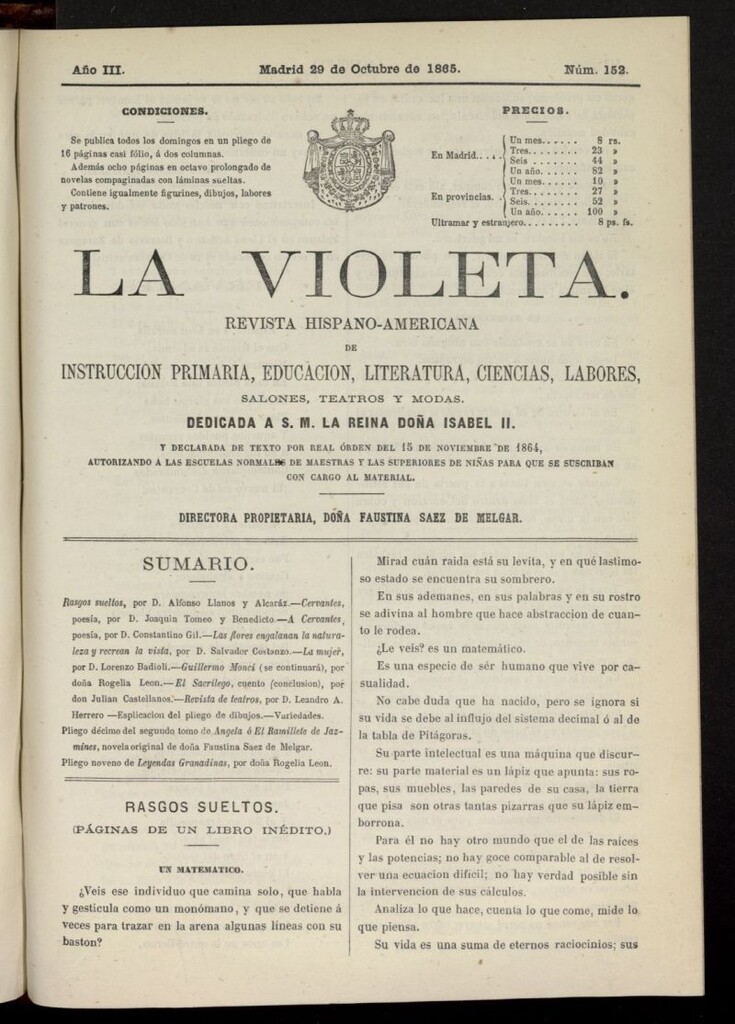 Año III.
Madrid 29 de Octubre de 1865.
Núm. 152.
CONDICIONES.
Se publica todos los domingos en un pliego de
16 páginas casi fólio, á dos columnas.
Además ocho páginas en octavo prolongado de
novelas compaginadas con láminas sueltas.
Contiene igualmente figurines, dibujos, labores
y patrones.
PRECIOS.
En Madrid....
Un mes...... 8 rs.
Tres........ 23 »
Seis ....... 44 »
Un año...... 82 »
En provincias. .
Un mes...... 10 »
Tres........ 27 »
Seis........ 52 »
Un año...... 100 »
Ultramar y estranjero......... 8 ps. fs.
LA VIOLETA.
REVISTA HISPANO-AMERICANA
DE
INSTRUCCION PRIMARIA, EDUCACION, LITERATURA, CIENCIAS, LABORES,
SALONES, TEATROS Y MODAS.
DEDICADA A S. M. LA REINA DOÑA ISABEL II.
Y DECLARADA DE TEXTO POR REAL ÓRDEN DEL 15 DE NOVIEMBRE DE 1864,
AUTORIZANDO Á LAS ESCUELAS NORMALES DE MAESTRAS Y LAS SUPERIORES DE NIÑAS PARA QUE SE SUSCRIBAN
CON CARGO AL MATERIAL.
DIRECTORA PROPIETARIA, DOÑA FAUSTINA SAEZ DE MELGAR.
SUMARIO.
Rasgos sueltos, por D. Alfonso Llanos y Alcaráz.—Cervantes,
poesía, por D. Joaquin Tomeo y Benedicto.—A Cervantes,
poesía, por D. Constantino Gil.—Las flores engalanan la natura-
leza y recrean la vista, por D. Salvador Costanzo.—La mujer,
por D. Lorenzo Badioli.—Guillermo Monci (se continuará), por
doña Rogelia Leon.—El Sacrilego, cuento (conclusion), por
don Julian Castellanos.—Revista de teatros, por D. Leandro A.
Herrero —Esplicacion del pliego de dibujos.—Variedades.
Pliego décimo del segundo tomo de Angela ó El Ramillete de Jaz-
mines, novela original de doña Faustina Saez de Melgar.
Pliego noveno de Leyendas Granadinas, por doña Rogelia Leon.
RASGOS SUELTOS.
(PÁGINAS DE UN LIBRO INÉDITO.)
UN MATEMATICO.
¿Veis ese individuo que camina solo, que habla
y gesticula como un monómano, y que se detiene á
veces para trazar en la arena algunas líneas con su
baston?
Mirad cuán raida está su levita, y en qué lastimo-
so estado se encuentra su sombrero.
En sus ademanes, en sus palabras y en su rostro
se adivina al hombre que hace abstraccion de cuan-
to le rodea.
¿Le veis? es un matemático.
Es una especie de sér humano que vive por ca-
sualidad.
No cabe duda que ha nacido, pero se ignora si
su vida se debe al influjo del sistema decimal ó al de
la tabla de Pitágoras.
Su parte intelectual es una máquina que discur-
re: su parte material es un lápiz que apunta: sus ro-
pas, sus muebles, las paredes de su casa, la tierra
que pisa son otras tantas pizarras que su lápiz em-
borrona.
Para él no hay otro mundo que el de las raices
y las potencias; no hay goce comparable al de resol-
ver una ecuacion dificil; no hay verdad posible sin
la intervencion de sus cálculos.
Analiza lo que hace, cuenta lo que come, mide lo
que piensa.
Su vida es una suma de eternos raciocinios; sus